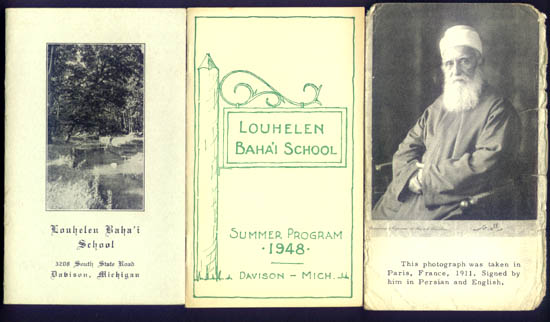 Louhelen Baha'i
School
3208 South State Road
Davison, Michigan
LOUHELEN
BAHA'I SCHOOL
SUMMER PROGRAM
·1948·
DAVISON – MICH.
This photograph was taken in
Paris, France, 1911. Signed by
him in Persian and English.